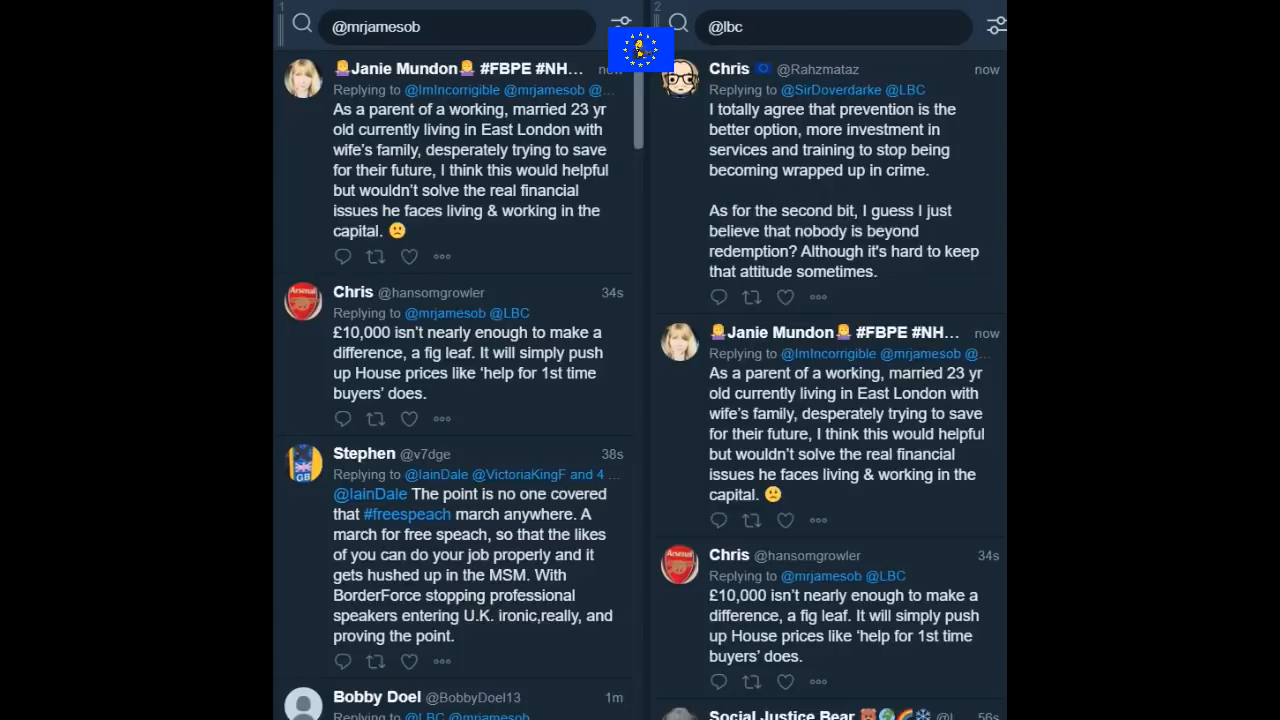 1
@mrjamesob
🤷‍♀️Janie Mundon🤷‍♀️ #FBPE #NH… now
Replying to @ImIncorrigible @mrjamesob @…
As a parent of a working, married 23 yr
old currently living in East London with
wife's family, desperately trying to save
for their future, I think this would helpful
but wouldn't solve the real financial
issues he faces living & working in the
capital. 🙁
Arsenal
Chris @hansomgrowler 34s
Replying to @mrjamesob @LBC
£10,000 isn't nearly enough to make a
difference, a fig leaf. It will simply push
up House prices like 'help for 1st time
buyers' does.
GB
Stephen @v7dge 38s
Replying to @IainDale @VictoriaKingF and 4 …
@IainDale The point is no one covered
that #freespeach march anywhere. A
march for free speach, so that the likes
of you can do your job properly and it
gets hushed up in the MSM. With
BorderForce stopping professional
speakers entering U.K. ironic,really, and
proving the point.
Bobby Doel @BobbyDoel13 1m
Replying to @LBC @mrjamesob
2
@lbc
Chris 🇪🇺 @Rahzmataz now
Replying to @SirDoverdarke @LBC
I totally agree that prevention is the
better option, more investment in
services and training to stop being
becoming wrapped up in crime.
As for the second bit, I guess I just
believe that nobody is beyond
redemption? Although it's hard to keep
that attitude sometimes.
🤷‍♀️Janie Mundon🤷‍♀️ #FBPE #NH… now
Replying to @ImIncorrigible @mrjamesob @…
As a parent of a working, married 23 yr
old currently living in East London with
wife's family, desperately trying to save
for their future, I think this would helpful
but wouldn't solve the real financial
issues he faces living & working in the
capital. 🙁
Arsenal
Chris @hansomgrowler 34s
Replying to @mrjamesob @LBC
£10,000 isn't nearly enough to make a
difference, a fig leaf. It will simply push
up House prices like 'help for 1st time
buyers' does.
Social Justice Bear 🐻🌍🌈❄️ @l… 56s